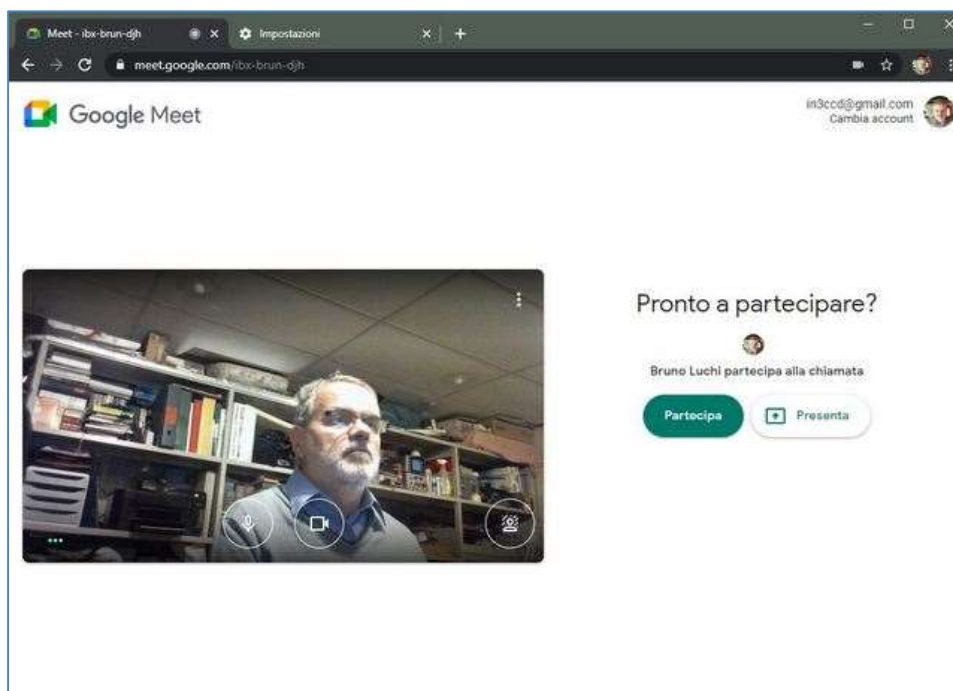 Meet - ibx-brun-djh
Impostazioni
meet.google.com/ibx-brun-djh
Google Meet
in3ccd@gmail.com
Cambia account
Pronto a partecipare?
Bruno Luchi partecipa alla chiamata
Partecipa
Presenta